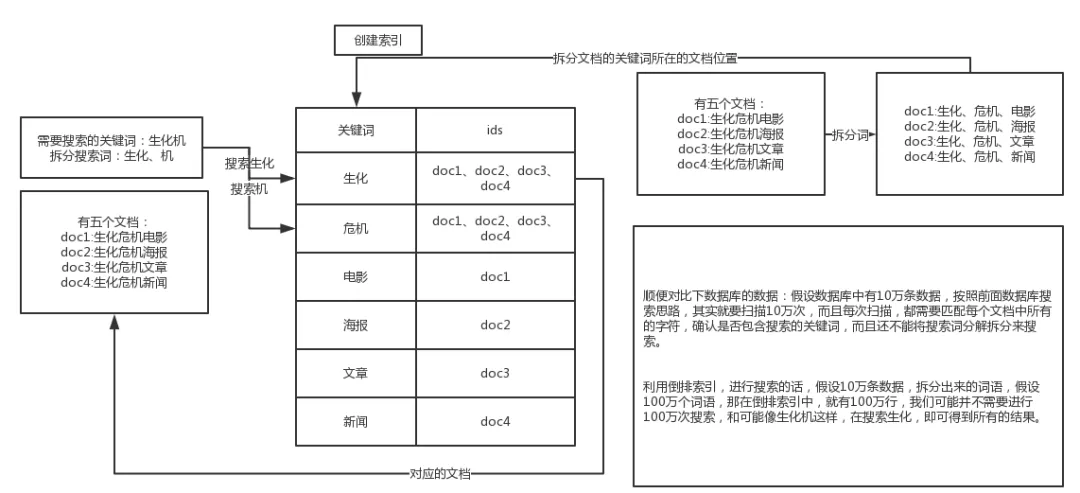 创建索引
拆分文档的关键词所在的文档位置
有五个文档：
doc1:生化危机电影
doc2:生化危机海报
doc3:生化危机文章
doc4:生化危机新闻
拆分词
doc1:生化、危机、电影
doc2:生化、危机、海报
doc3:生化、危机、文章
doc4:生化、危机、新闻
需要搜索的关键词：生化机
拆分搜索词：生化、机
搜索生化
搜索机
有五个文档：
doc1:生化危机电影
doc2:生化危机海报
doc3:生化危机文章
doc4:生化危机新闻
关键词 ids
生化 doc1、doc2、doc3、
doc4
危机 doc1、doc2、doc3、
doc4
电影 doc1
海报 doc2
文章 doc3
新闻 doc4
对应的文档
顺便对比下数据库的数据：假设数据库中有10万条数据，按照前面数据库搜
索思路，其实就要扫描10万次，而且每次扫描，都需要匹配每个文档中所有
的字符，确认是否包含搜索的关键词，而且还不能将搜索词分解拆分来搜
索。
利用倒排索引，进行搜索的话，假设10万条数据，拆分出来的词语，假设
100万个词语，那在倒排索引中，就有100万行，我们可能并不需要进行
100万次搜索，和可能像生化机这样，在搜索生化，即可得到所有的结果。